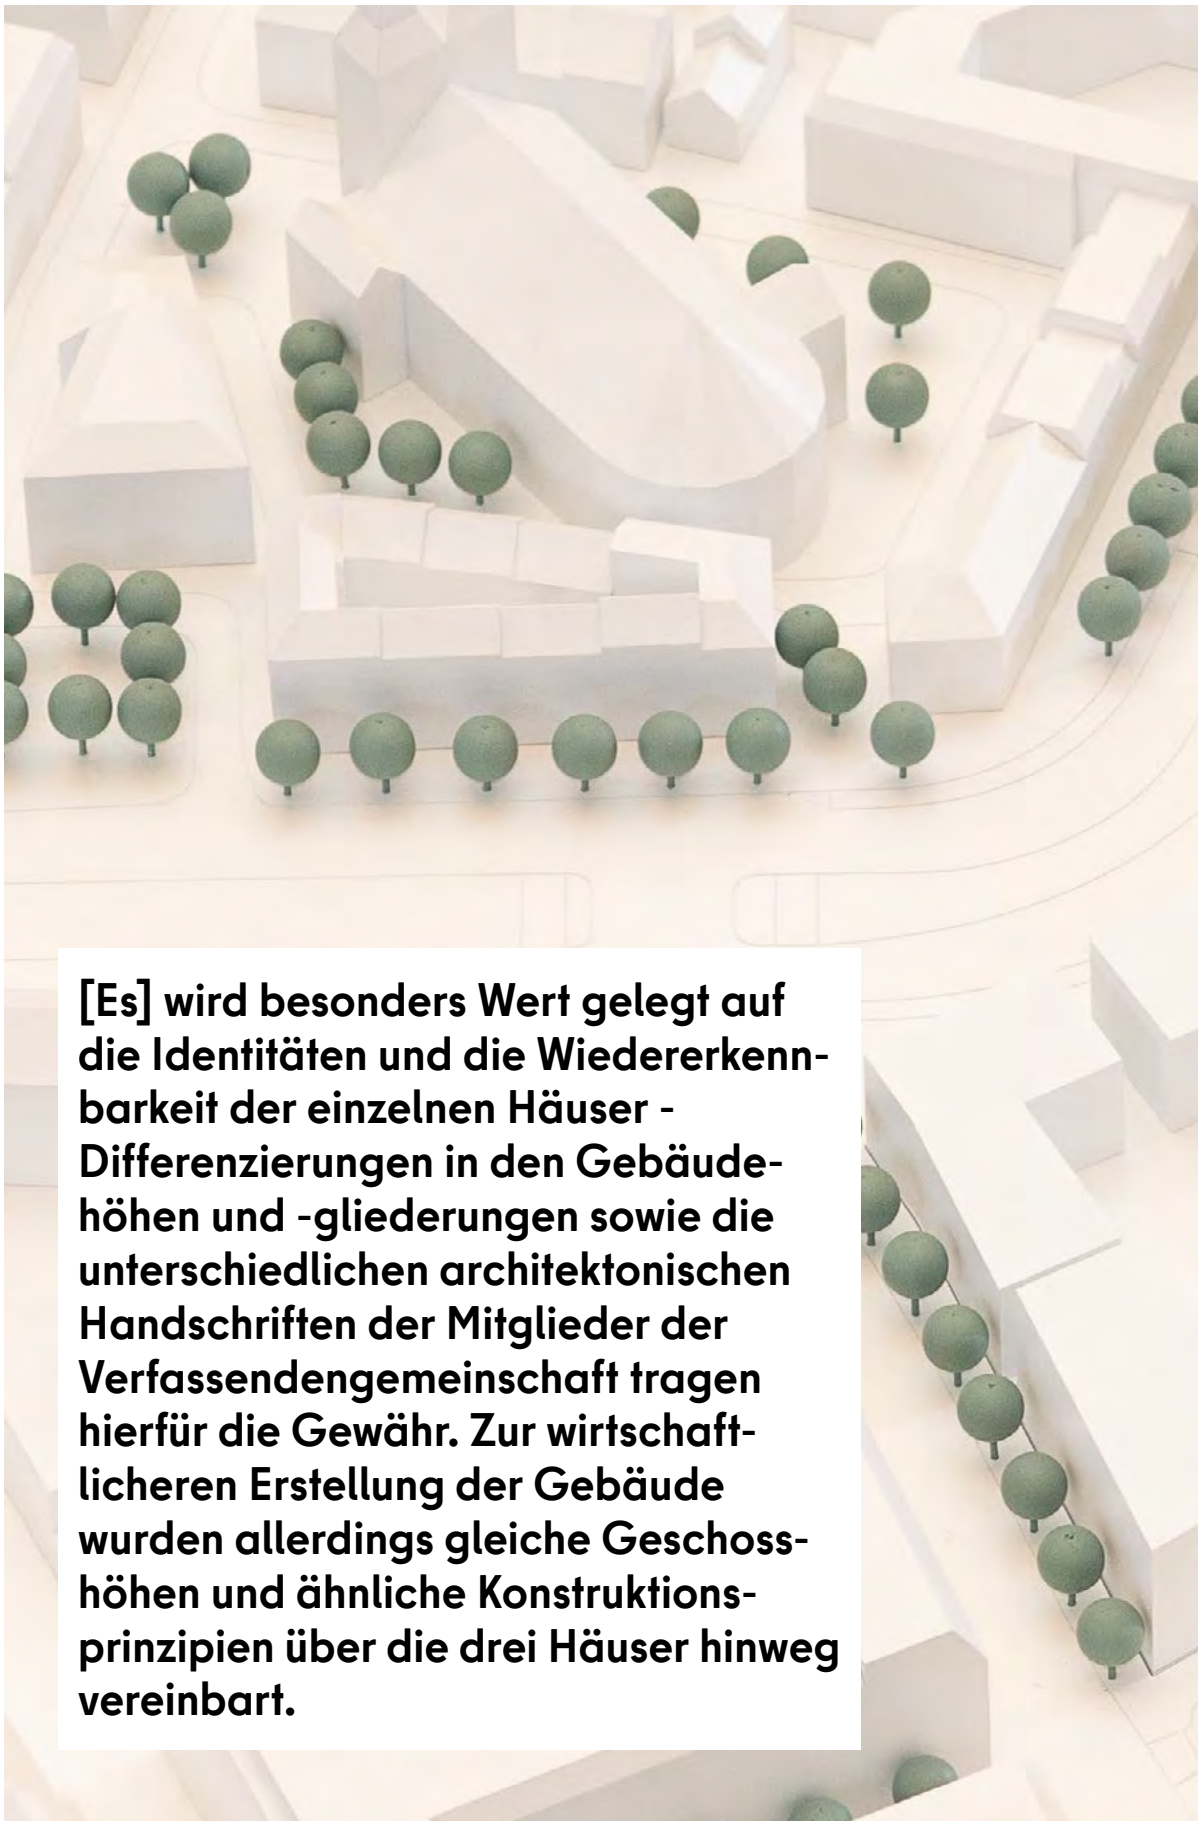 [Es] wird besonders Wert gelegt auf
die Identitäten und die Wiedererkenn-
barkeit der einzelnen Häuser -
Differenzierungen in den Gebäude-
höhen und -gliederungen sowie die
unterschiedlichen architektonischen
Handschriften der Mitglieder der
Verfassendengemeinschaft tragen
hierfür die Gewähr. Zur wirtschaft-
licheren Erstellung der Gebäude
wurden allerdings gleiche Geschoss-
höhen und ähnliche Konstruktions-
prinzipien über die drei Häuser hinweg
vereinbart.